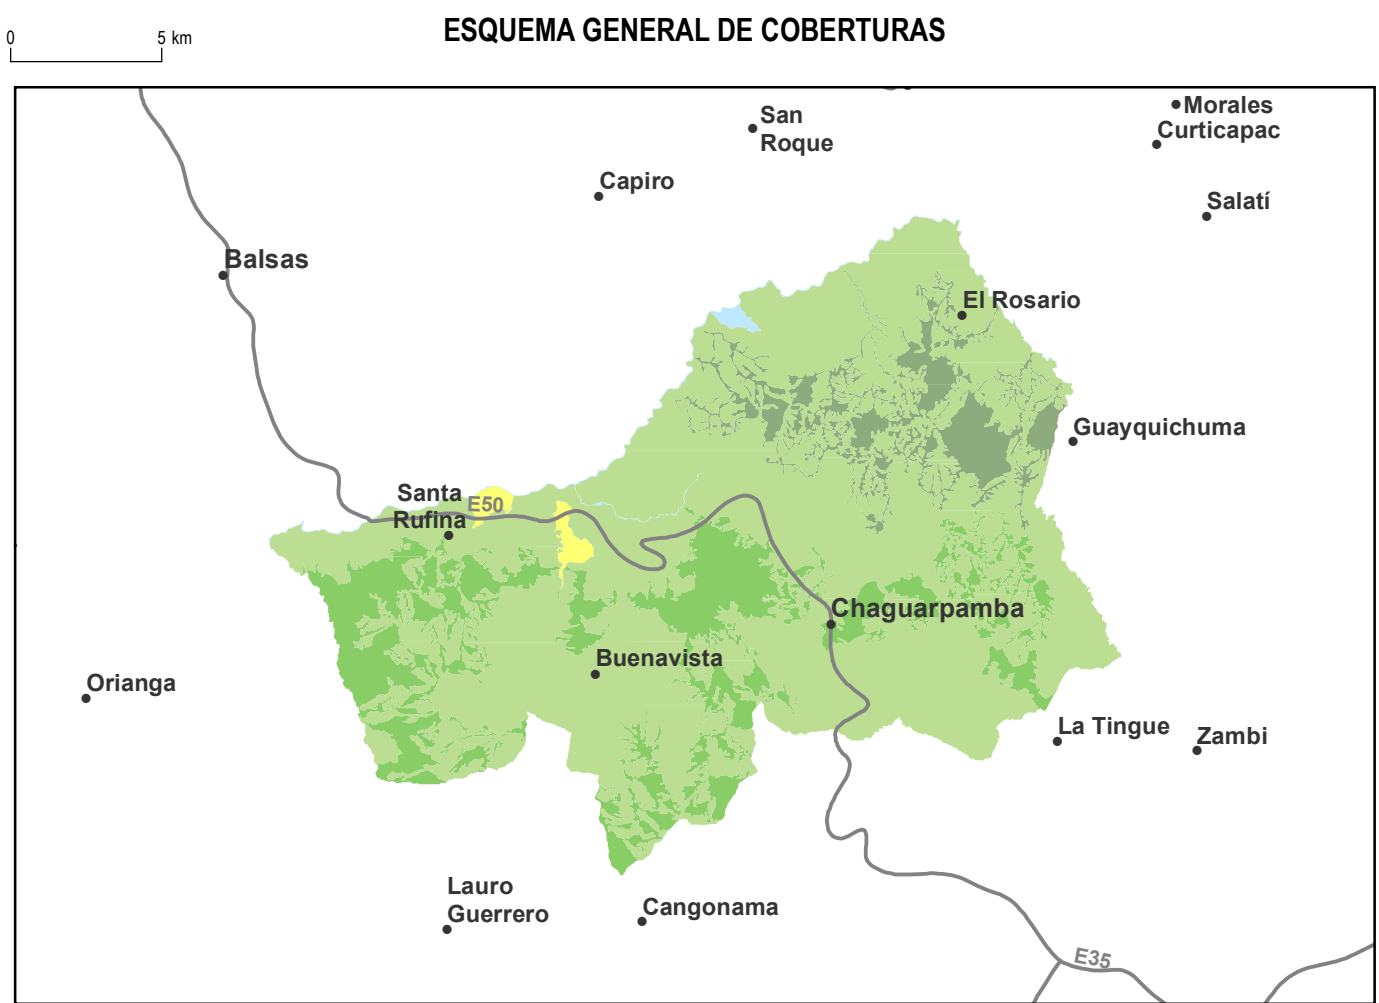 ESQUEMA GENERAL DE COBERTURAS
0
5 km
Morales
San
Roque
Curticapac
Capiro
Salatí
Balsas
El Rosario
Guayquichuma
Santa
Rufina
E50
Chaguarpamba
Buenavista
Orianga
La Tingue
Zambi
Lauro
Guerrero
Cangonama
E35